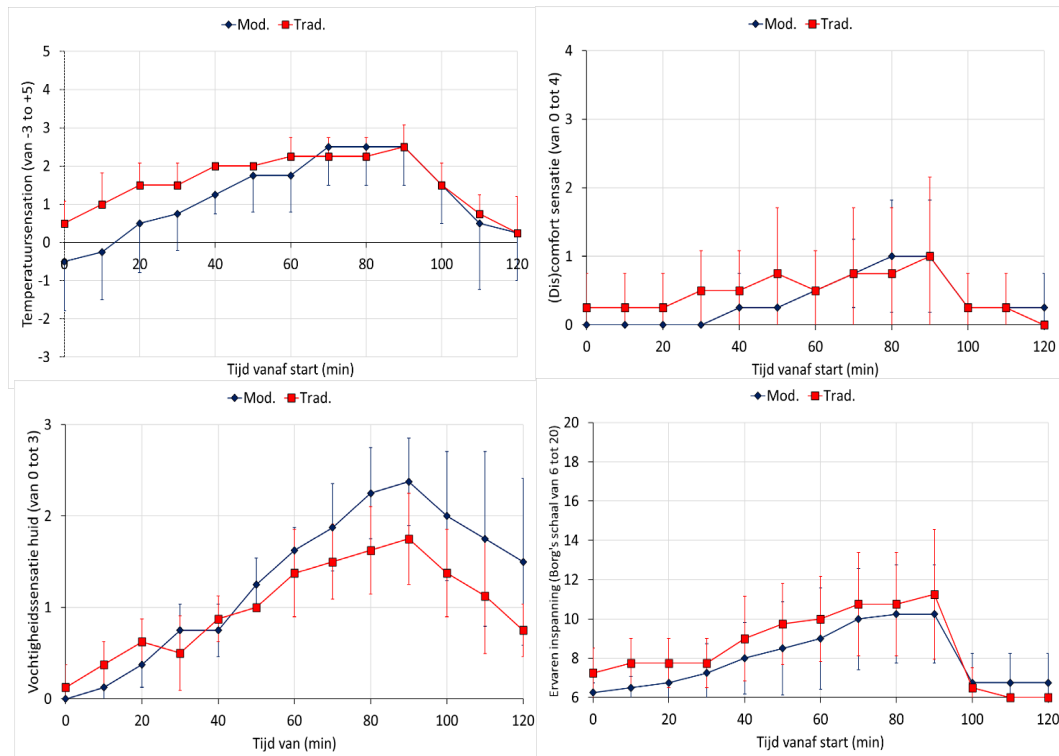 Mod. Trad.
Temperatuursensation (van -3 to +5)
5
4
3
2
1
0
-1
-2
-3
0 20 40 60 80 100 120
Tijd vanaf start (min)
Mod. Trad.
(Dis)comfort sensatie (van 0 tot 4)
4
3
2
1
0
0 20 40 60 80 100 120
Tijd vanaf start (min)
Mod. Trad.
Vochtigheidssensatie huid (van 0 tot 3)
3
2
1
0
0 20 40 60 80 100 120
Tijd van (min)
Mod. Trad.
Ervaren inspanning (Borg's schaal van 6 tot 20)
20
18
16
14
12
10
8
6
0 20 40 60 80 100 120
Tijd vanaf start (min)